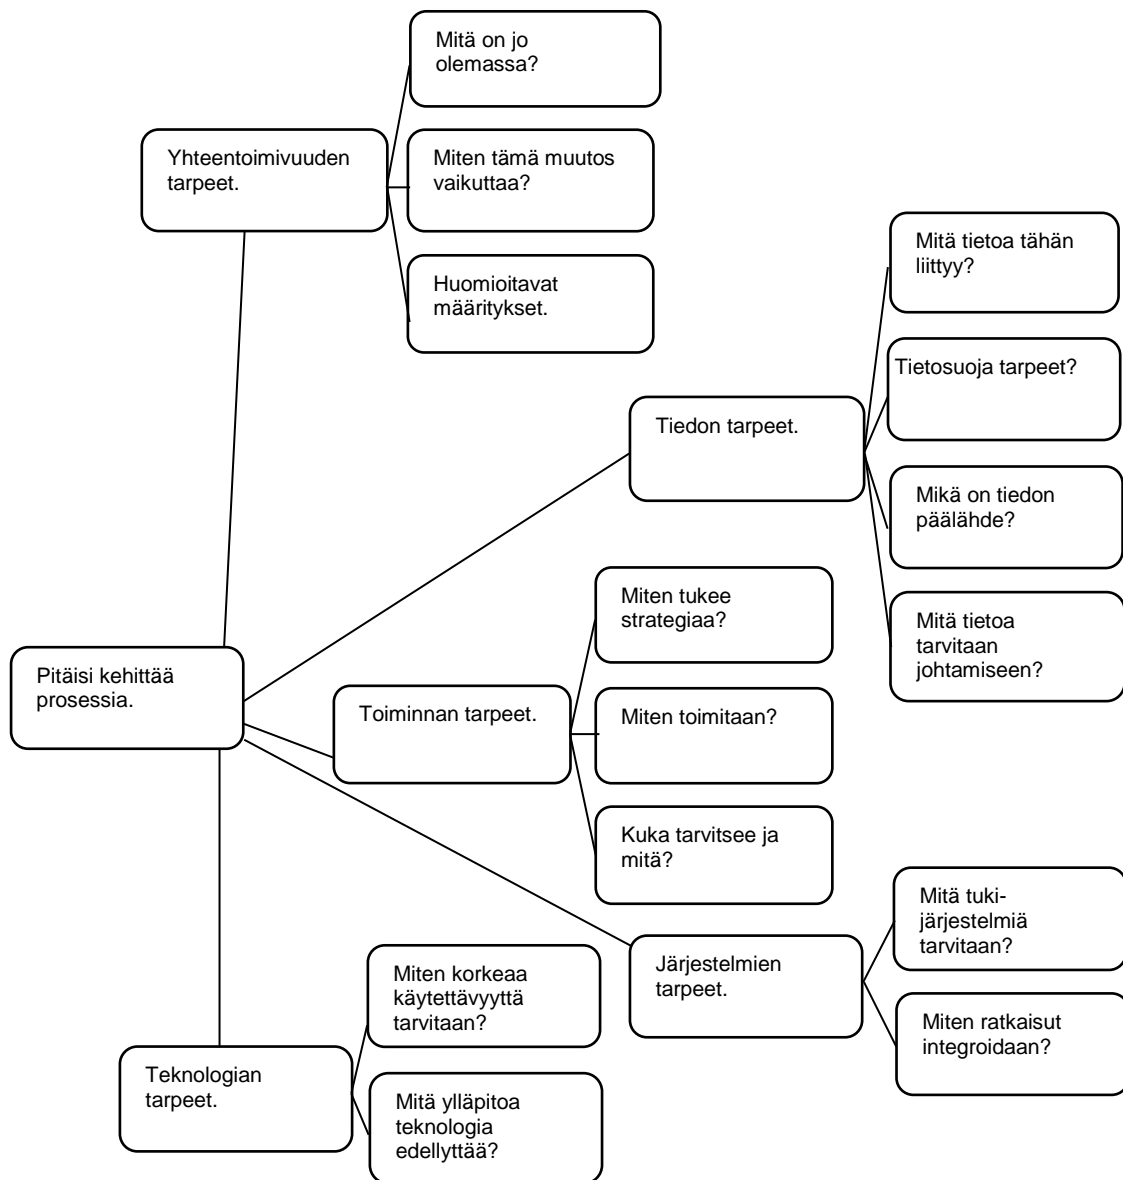 Mitä on jo
olemassa?
Yhteentoimivuuden
tarpeet.
Miten tämä muutos
vaikuttaa?
Huomioitavat
määritykset.
Mitä tietoa tähän
liittyy?
Tietosuoja tarpeet?
Tiedon tarpeet.
Mikä on tiedon
päälähde?
Mitä tietoa
tarvitaan
johtamiseen?
Miten tukee
strategiaa?
Pitäisi kehittää
prosessia.
Toiminnan tarpeet.
Miten toimitaan?
Kuka tarvitsee ja
mitä?
Mitä tuki-
järjestelmiä
tarvitaan?
Järjestelmien
tarpeet.
Miten ratkaisut
integroidaan?
Miten korkeaa
käytettävyyttä
tarvitaan?
Teknologian
tarpeet.
Mitä ylläpitoa
teknologia
edellyttää?